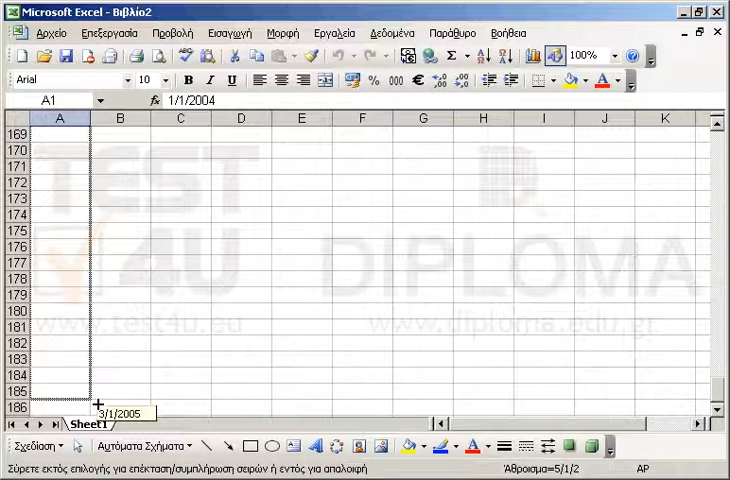 Microsoft Excel - Βιβλίο2
Αρχείο Επεξεργασία Προβολή Εισαγωγή Μορφή Εργαλεία Δεδομένα Παράθυρο Βοήθεια
100%
Arial 10 B I U % 000 €
A1 fx 1/1/2004
A B C D E F G H I J K
169
170
171
172
173
174
175
176
177
178
179
180
181
182
183
184
185
186
TEST
4U
DIPLOMA
www.test4u.eu
www.diploma.edu.gr
3/1/2005
Sheet1
Σχεδίαση Αυτόματα Σχήματα
Σύρετε εκτός επιλογής για επέκταση/συμπλήρωση σειρών ή εντός για απαλοιφή Άθροισμα=5/1/2 AP